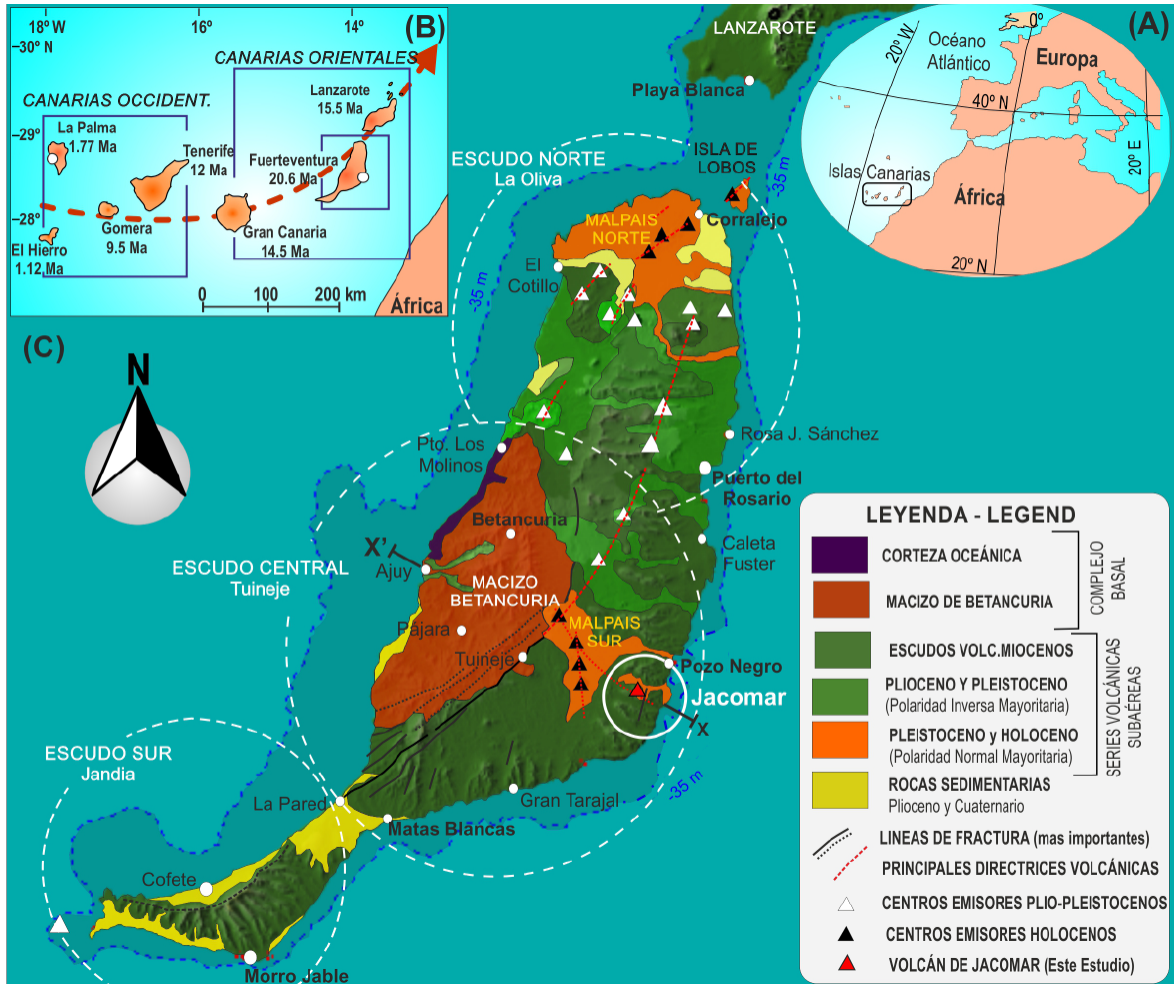 18º W
16º
14º
30º N
(B)
CANARIAS ORIENTALES
CANARIAS OCCIDENT.
Lanzarote
15.5 Ma
29º
La Palma
1.77 Ma
Tenerife
12 Ma
Fuerteventura
20.6 Ma
28º
Gomera
9.5 Ma
Gran Canaria
14.5 Ma
El Hierro
1.12 Ma
0 100 200 km
África
(A)
20º W
0º
Océano
Atlántico
Europa
40º N
20º E
Islas Canarias
África
20º N
(C)
N
LANZAROTE
Playa Blanca
-35 m
ESCUDO NORTE
La Oliva
ISLA DE
LOBOS
Corralejo
MALPAIS
NORTE
El
Cotillo
-35 m
Pto. Los
Molinos
Rosa J. Sánchez
Puerto del
Rosario
Betancuria
Caleta
Fuster
X'
Ajuy
ESCUDO CENTRAL
Tuineje
MACIZO
BETANCURIA
MALPAIS
SUR
Pájara
Tuineje
Pozo Negro
Jacomar
X
ESCUDO SUR
Jandia
La Pared
Gran Tarajal
-35 m
Matas Blancas
Cofete
Morro Jable
LEYENDA - LEGEND
CORTEZA OCEÁNICA
MACIZO DE BETANCURIA
COMPLEJO
BASAL
ESCUDOS VOLC.MIOCENOS
PLIOCENO Y PLEISTOCENO
(Polaridad Inversa Mayoritaria)
PLEISTOCENO y HOLOCENO
(Polaridad Normal Mayoritaria)
SERIES VOLCÁNICAS
SUBAÉREAS
ROCAS SEDIMENTARIAS
Plioceno y Cuaternario
LINEAS DE FRACTURA (mas importantes)
PRINCIPALES DIRECTRICES VOLCÁNICAS
CENTROS EMISORES PLIO-PLEISTOCENOS
CENTROS EMISORES HOLOCENOS
VOLCÁN DE JACOMAR (Este Estudio)